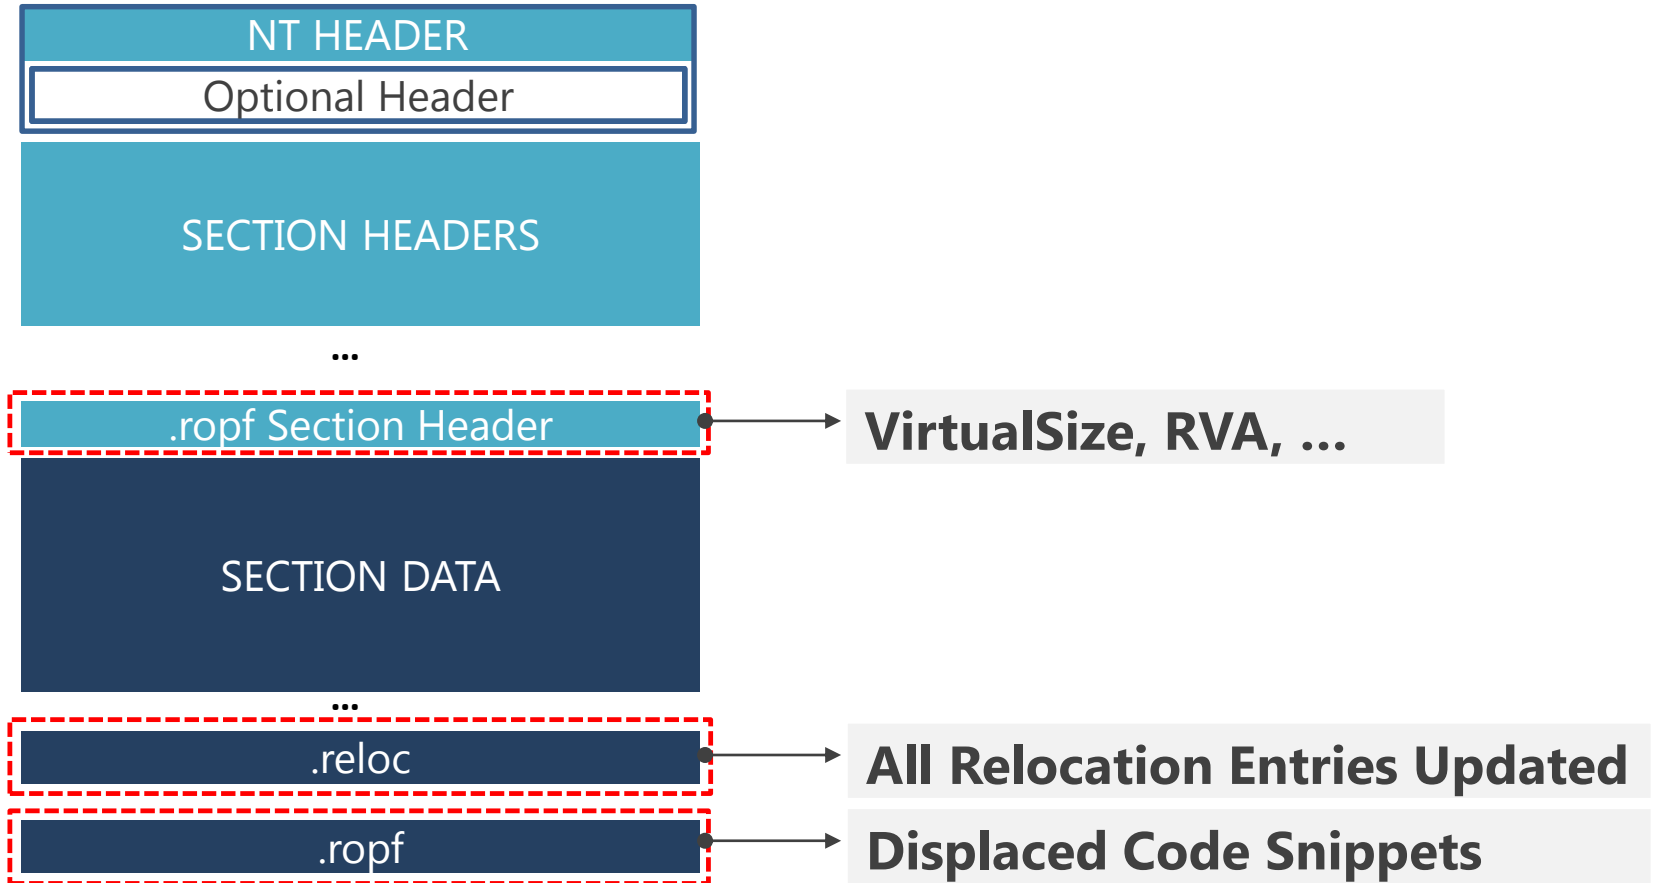 NT HEADER
Optional Header
SECTION HEADERS
...
.ropf Section Header
VirtualSize, RVA, ...
SECTION DATA
...
.reloc
All Relocation Entries Updated
.ropf
Displaced Code Snippets